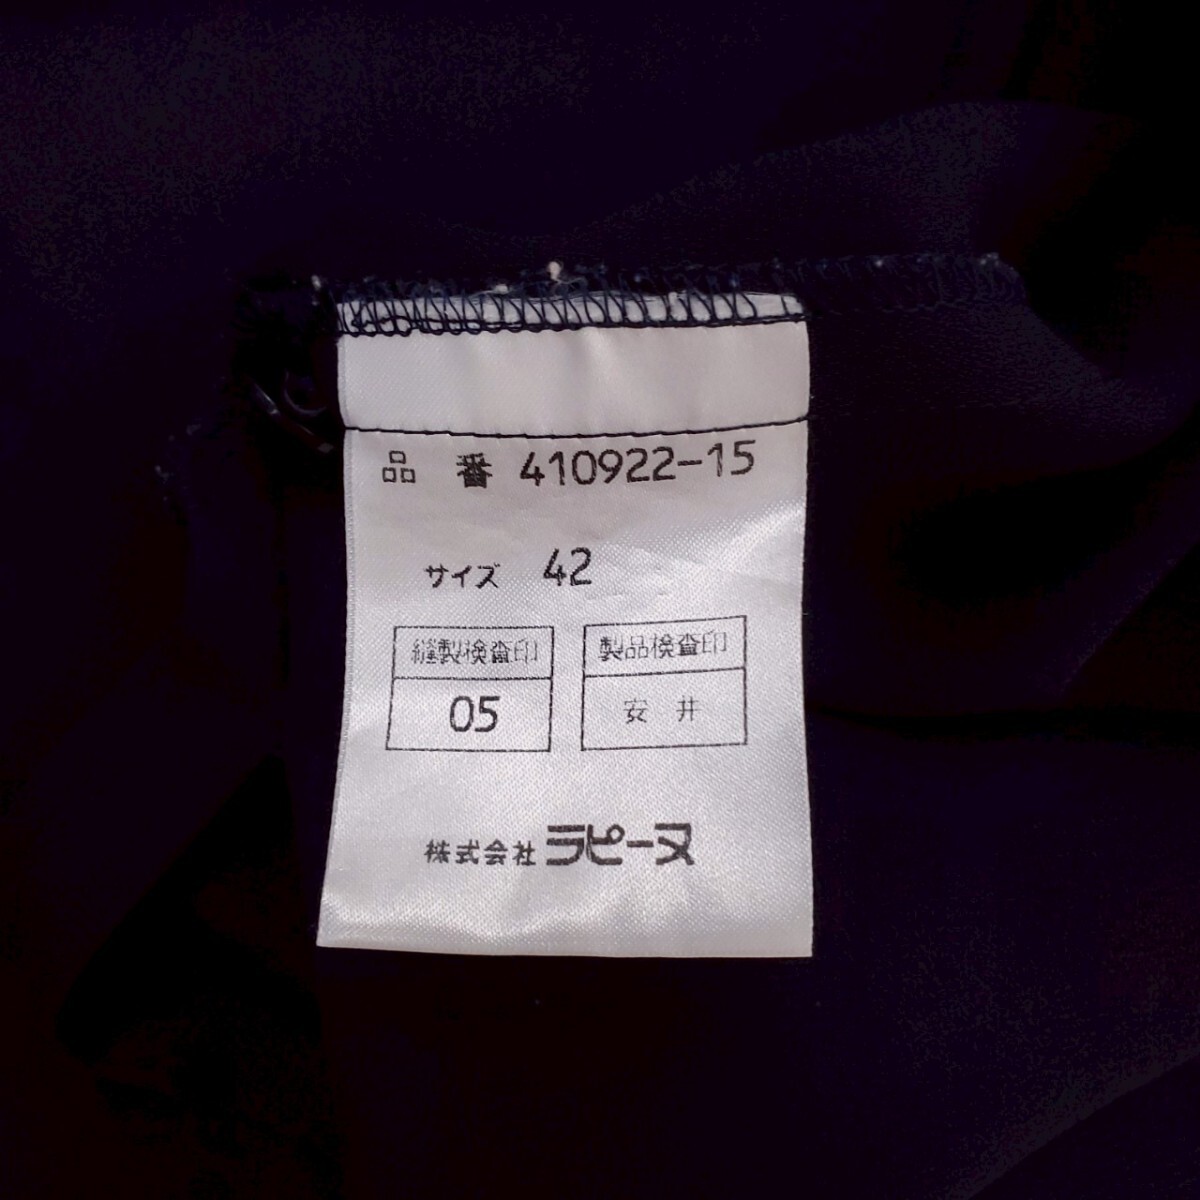 品 番 410922-15
サイズ 42
縫製検査印 製品検査印
05 安 井
株式会社 ラピーヌ